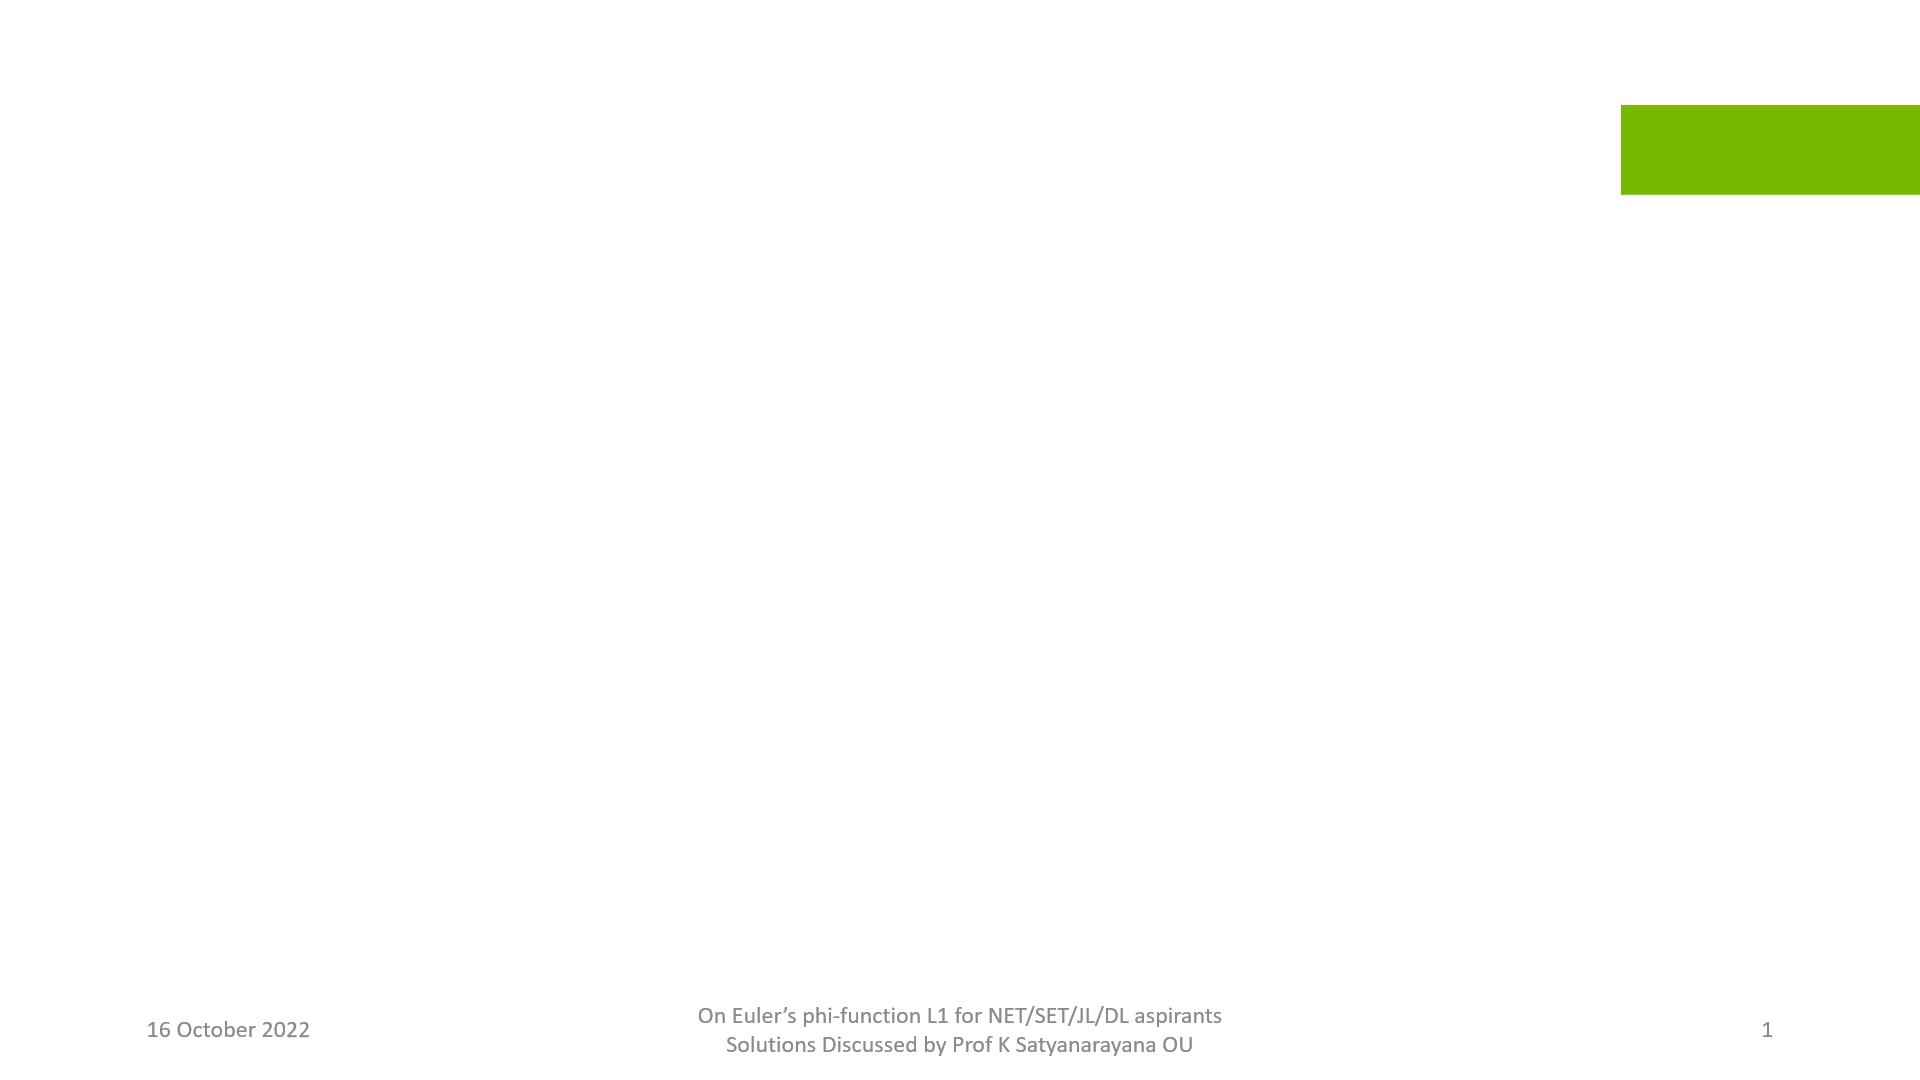 16 October 2022
On Euler’s phi-function L1 for NET/SET/JL/DL aspirants
Solutions Discussed by Prof K Satyanarayana OU
1